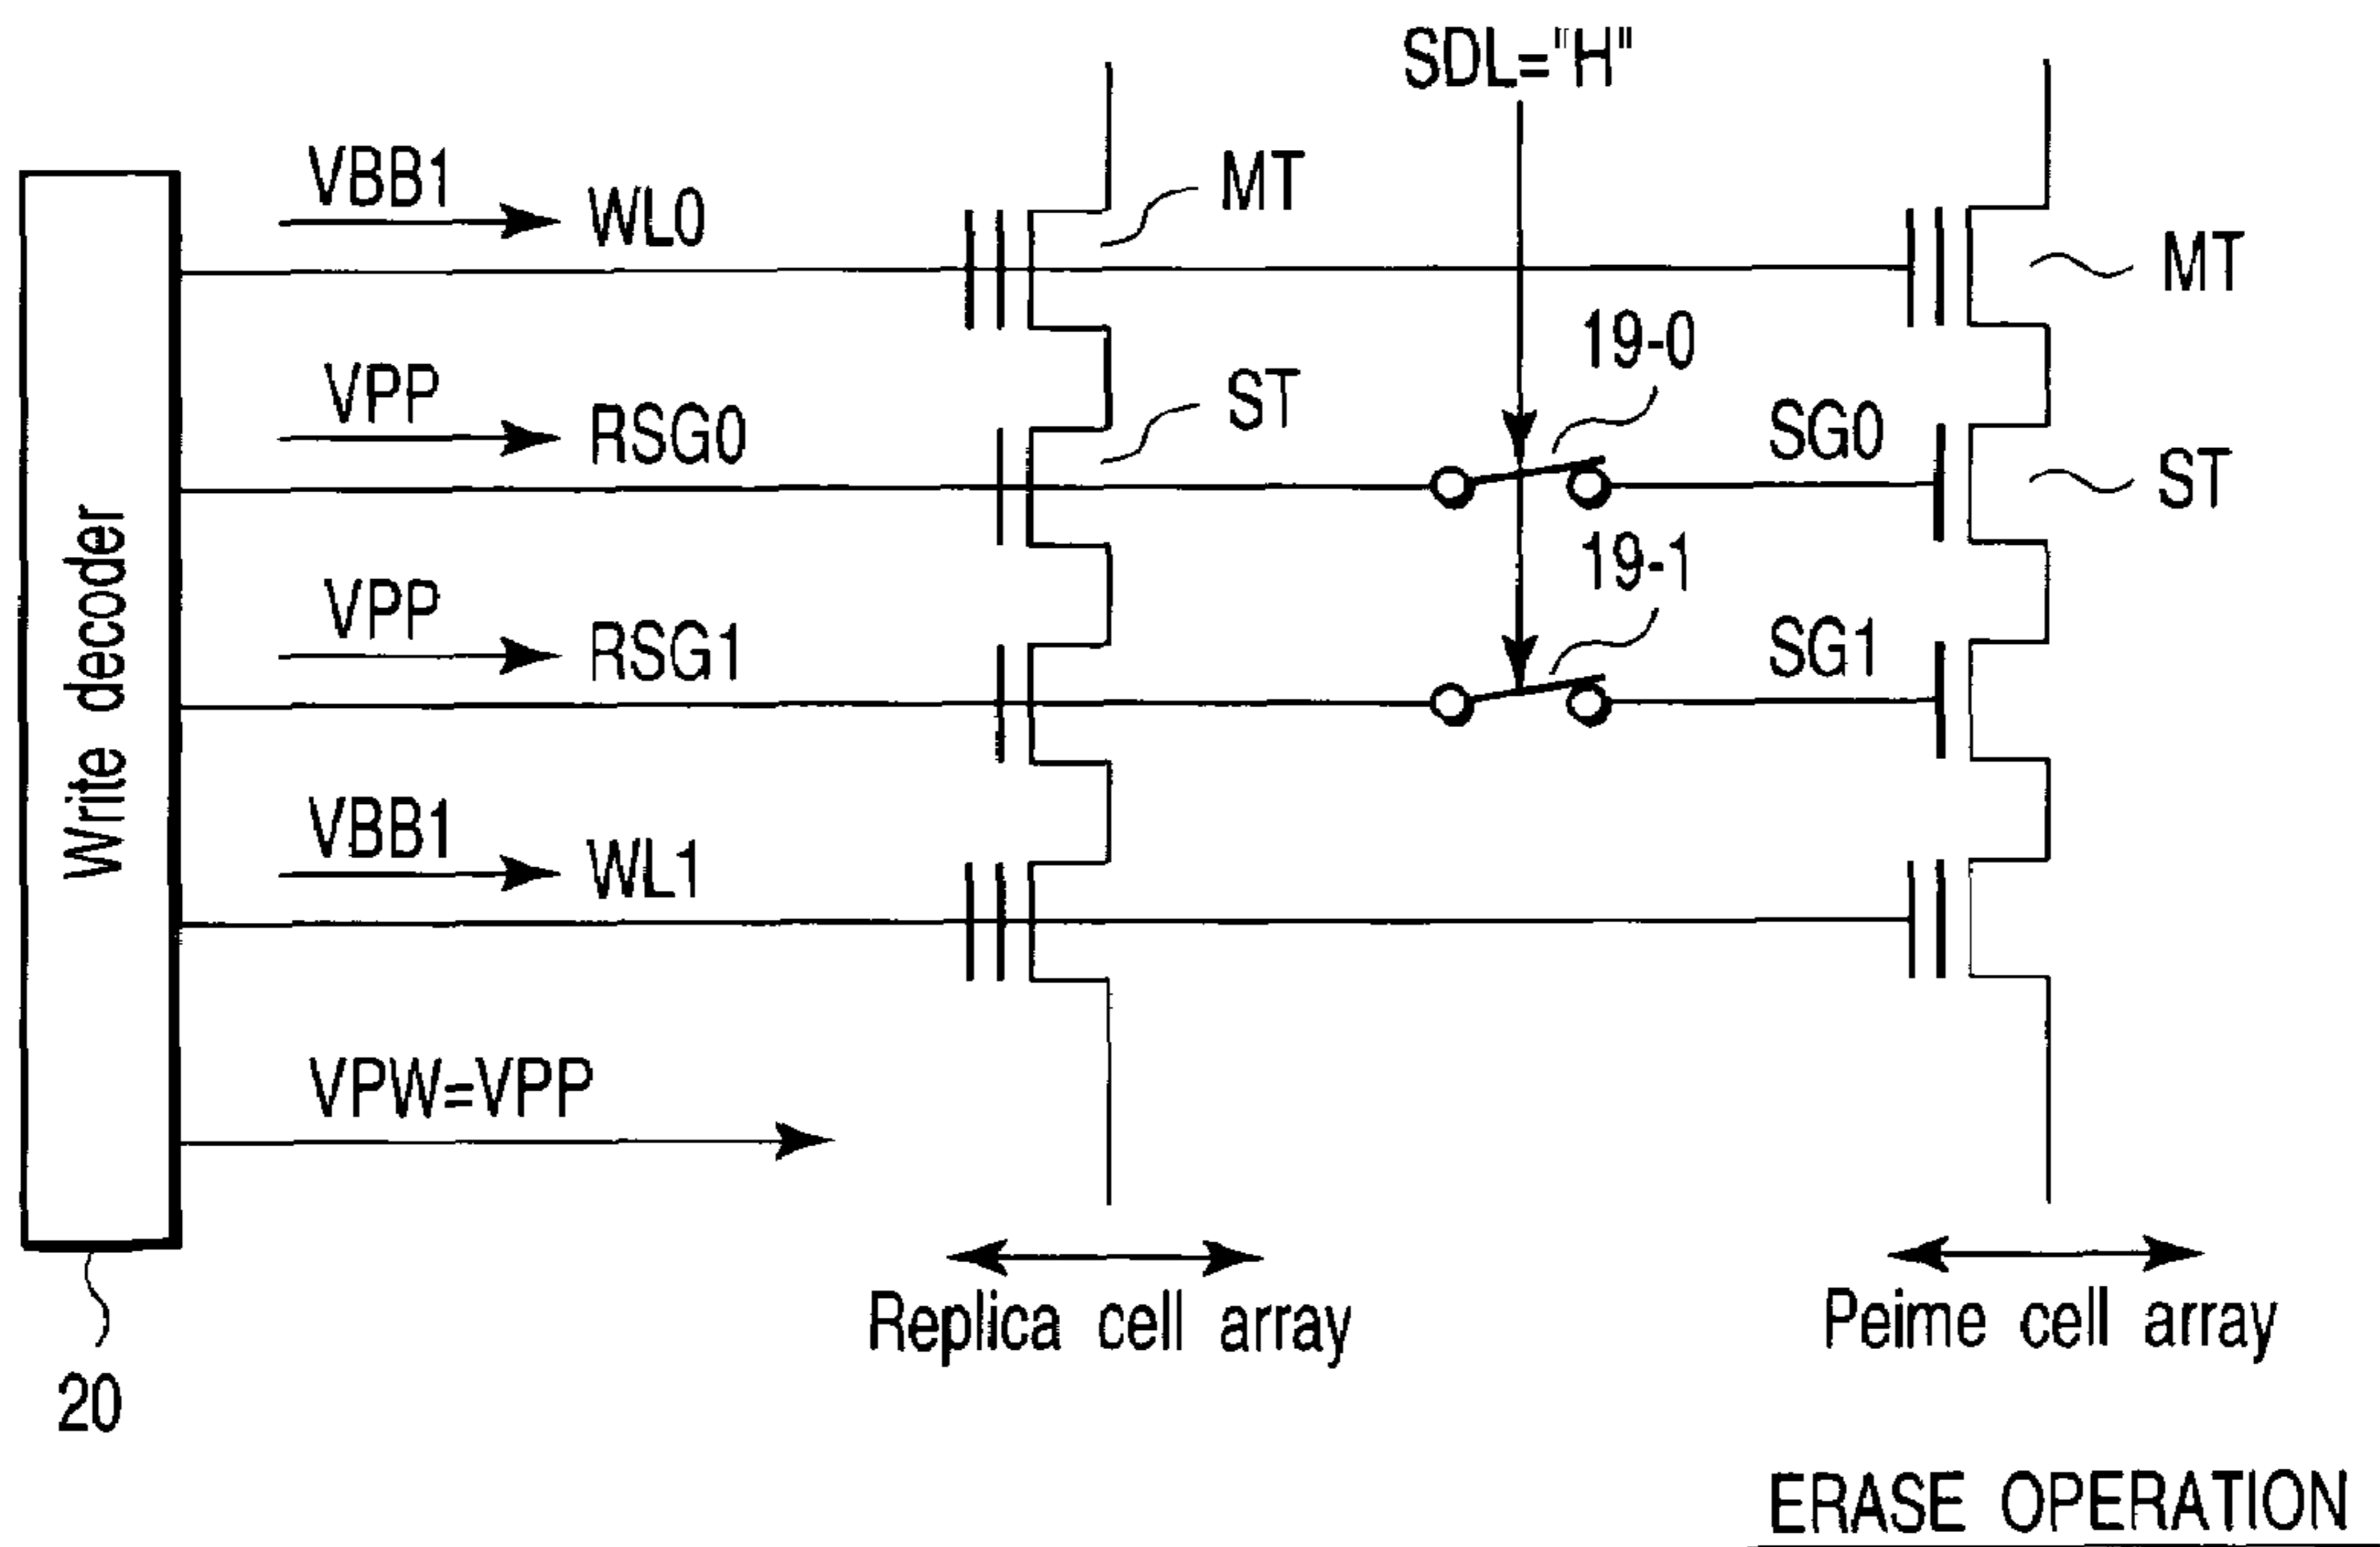 SDL="H"
VBB1
WL0
MT
MT
19-0
VPP
RSG0
ST
SG0
ST
19-1
VPP
RSG1
SG1
Write decoder
VBB1
WL1
VPW=VPP
Replica cell array
Peime cell array
20
ERASE OPERATION